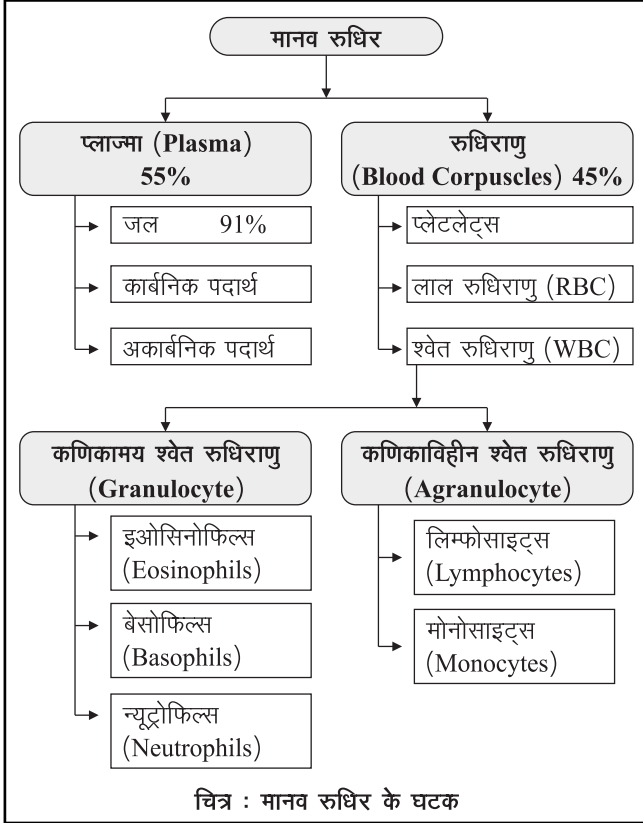 मानव रुधिर
प्लाज्मा (Plasma)
55%
जल 91%
कार्बनिक पदार्थ
अकार्बनिक पदार्थ
रुधिराणु
(Blood Corpuscles) 45%
प्लेटलेट्स
लाल रुधिराणु (RBC)
श्वेत रुधिराणु (WBC)
कणिकामय श्वेत रुधिराणु
(Granulocyte)
इओसिनोफिल्स
(Eosinophils)
बेसोफिल्स
(Basophils)
न्यूट्रोफिल्स
(Neutrophils)
कणिकाविहीन श्वेत रुधिराणु
(Agranulocyte)
लिम्फोसाइट्स
(Lymphocytes)
मोनोसाइट्स
(Monocytes)
चित्र : मानव रुधिर के घटक